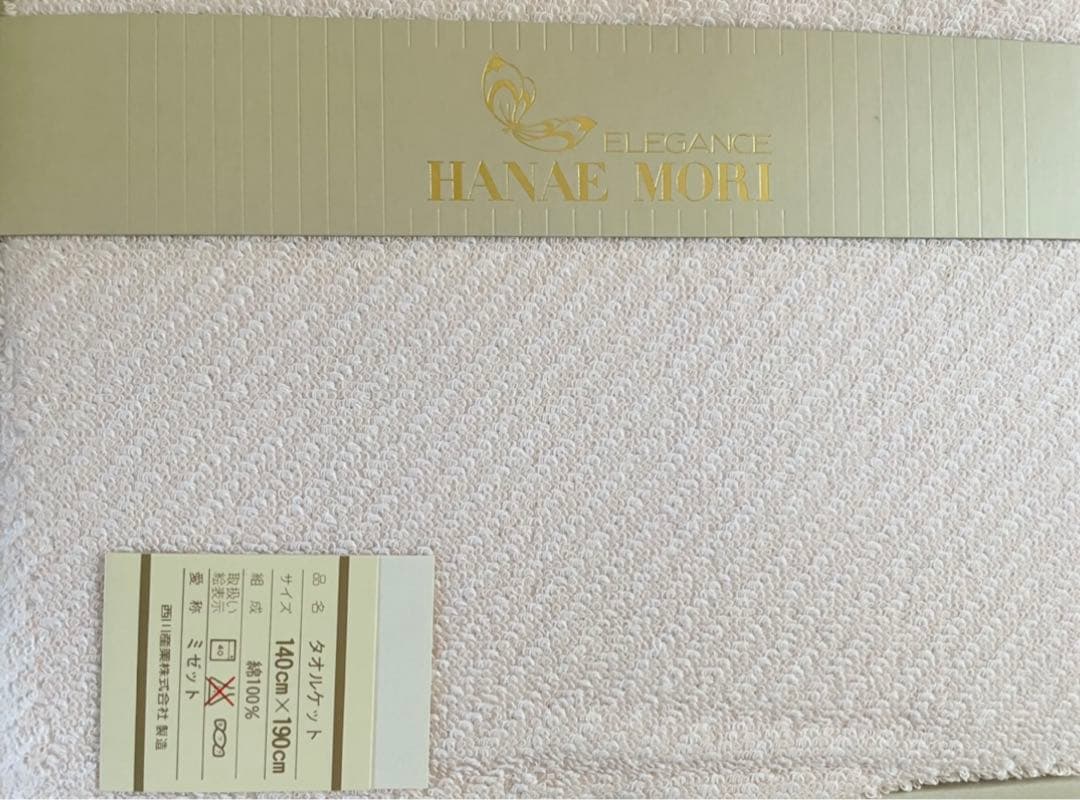 ELEGANCE
HANAE MORI
品名 タオルケット
サイズ 140cm×190cm
組成 綿100%
取扱い
絵表示
40
愛称 ミゼット
西川産業株式会社製造